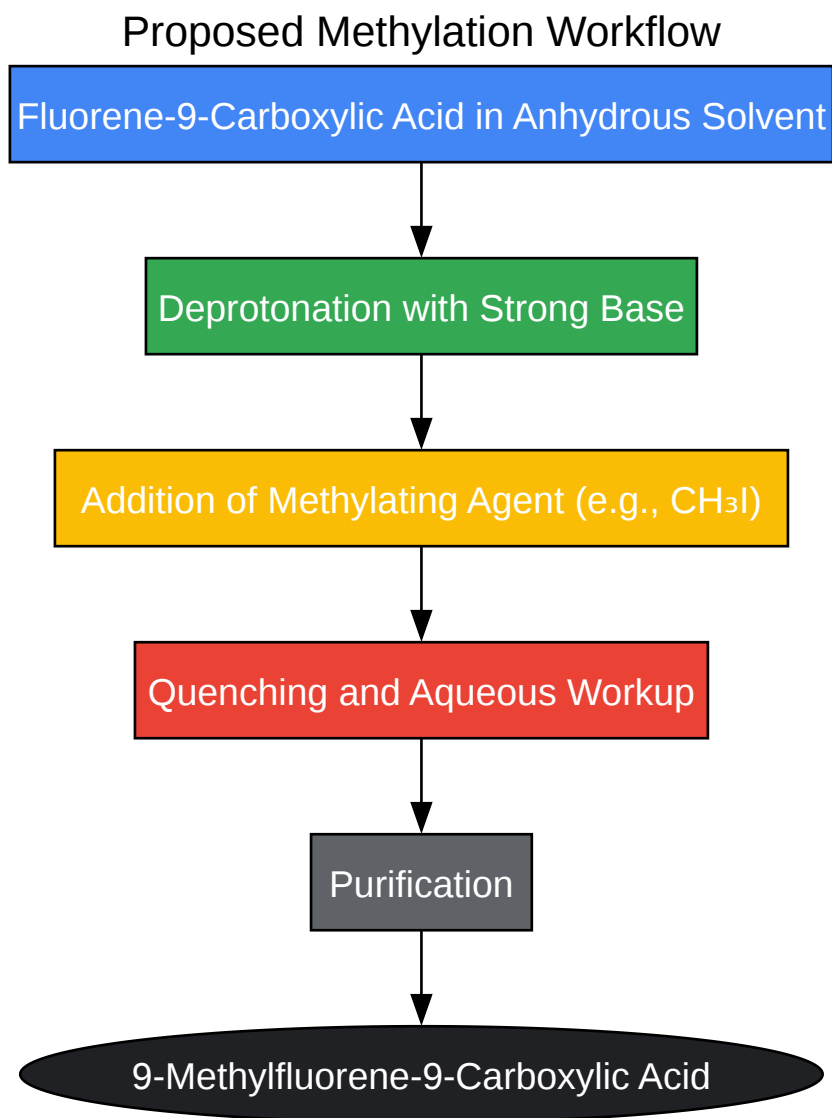 Proposed Methylation Workflow
Fluorene-9-Carboxylic Acid in Anhydrous Solvent
Deprotonation with Strong Base
Addition of Methylating Agent (e.g., CH₃I)
Quenching and Aqueous Workup
Purification
9-Methylfluorene-9-Carboxylic Acid